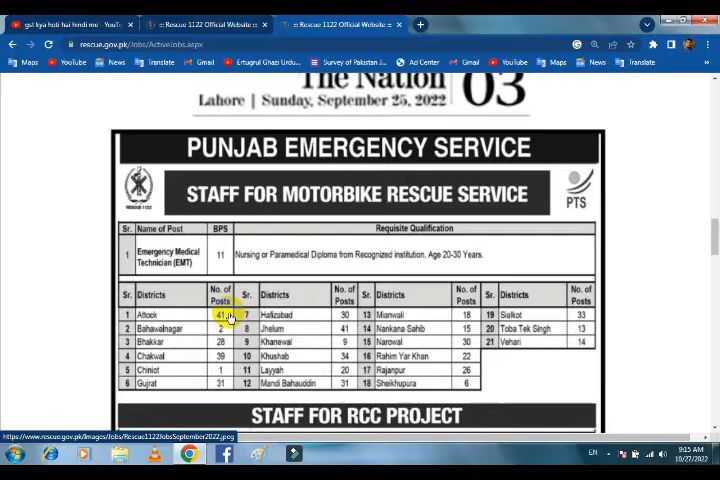 gst kya hoti hai hindi me - YouTu
::: Rescue 1122 Official Website :::
::: Rescue 1122 Official Website :::
rescue.gov.pk/Jobs/ActiveJobs.aspx
Maps YouTube News Translate Gmail Ertugrul Ghazi Urdu... Survey of Pakistan J... Ad Center Gmail YouTube Maps News Translate
The Nation 03
Lahore | Sunday, September 25, 2022
PUNJAB EMERGENCY SERVICE
RESCUE 1122
STAFF FOR MOTORBIKE RESCUE SERVICE
PTS
Sr. Name of Post BPS Requisite Qualification
1 Emergency Medical Technician (EMT) 11 Nursing or Paramedical Diploma from Recognized institution. Age 20-30 Years.
Sr. Districts No. of Posts Sr. Districts No. of Posts Sr. Districts No. of Posts Sr. Districts No. of Posts
1 Attock 41 7 Hafizabad 30 13 Mianwali 18 19 Sialkot 33
2 Bahawalnagar 2 8 Jhelum 41 14 Nankana Sahib 15 20 Toba Tek Singh 13
3 Bhakkar 28 9 Khanewal 9 15 Narowal 30 21 Vehari 14
4 Chakwal 39 10 Khushab 34 16 Rahim Yar Khan 22
5 Chiniot 1 11 Layyah 20 17 Rajanpur 26
6 Gujrat 31 12 Mandi Bahauddin 31 18 Sheikhupura 6
STAFF FOR RCC PROJECT
https://www.rescue.gov.pk/Images/Jobs/Rescue1122JobsSeptember2022.jpeg
EN
9:15 AM
10/27/2022